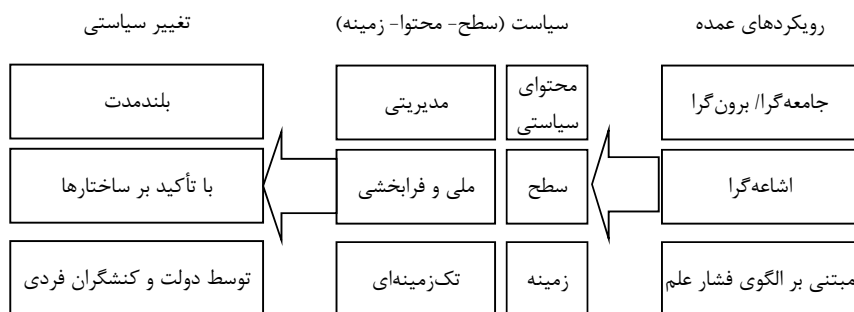 رویکردهای عمده
سیاست (سطح- محتوا- زمینه)
تغییر سیاستی
جامعه‌گرا/ برون‌گرا
محتوای
سیاستی
مدیریتی
بلندمدت
اشاعه‌گرا
سطح
ملی و فرابخشی
با تأکید بر ساختارها
مبتنی بر الگوی فشار علم
زمینه
تک‌زمینه‌ای
توسط دولت و کنشگران فردی